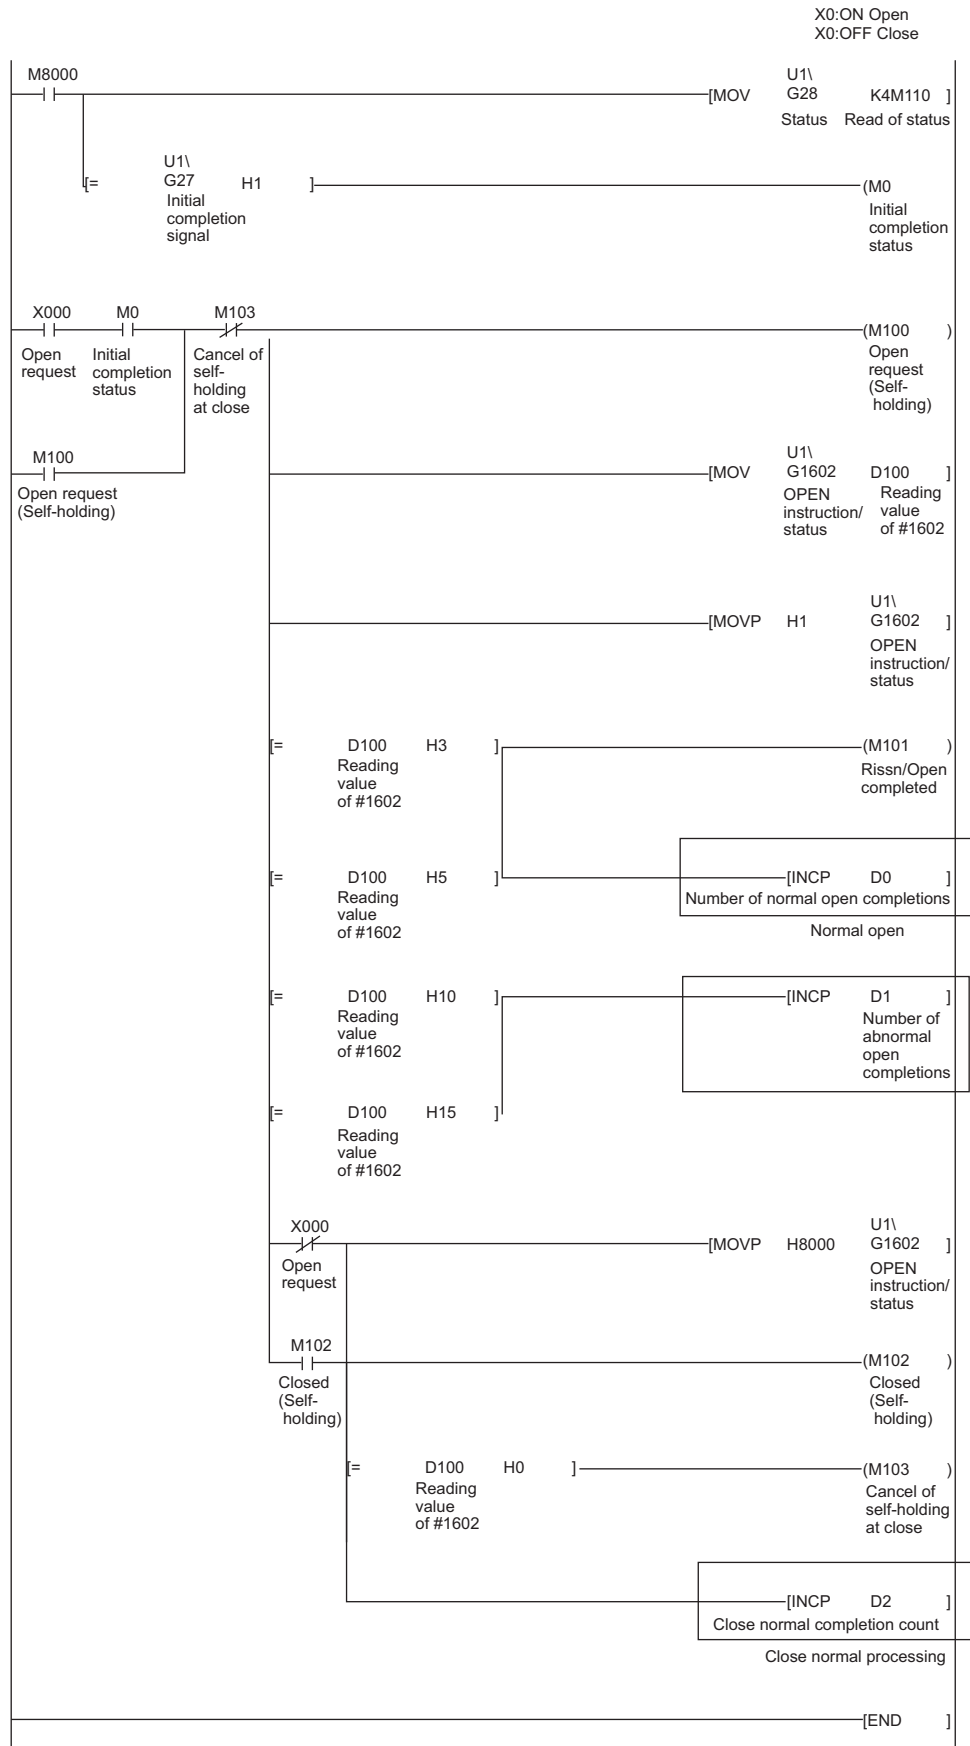 X0:ON Open
X0:OFF Close
M8000
[MOV U1\ G28 K4M110 ]
Status Read of status
[= U1\ G27 H1 ] (M0
Initial
completion
signal
Initial
completion
status
X000 M0 M103 (M100 )
Open
request
Initial
completion
status
Cancel of
self-
holding
at close
Open
request
(Self-
holding)
M100
Open request
(Self-holding)
[MOV U1\ G1602 D100 ]
OPEN
instruction/
status
Reading
value
of #1602
[MOVP H1 U1\ G1602 ]
OPEN
instruction/
status
[= D100 H3 ] (M101 )
Reading
value
of #1602
Rissn/Open
completed
[= D100 H5 ] [INCP D0 ]
Reading
value
of #1602
Number of normal open completions
Normal open
[= D100 H10 ] [INCP D1 ]
Reading
value
of #1602
Number of
abnormal
open
completions
[= D100 H15 ]
Reading
value
of #1602
X000
Open
request
[MOVP H8000 U1\ G1602 ]
OPEN
instruction/
status
M102 (M102 )
Closed
(Self-
holding)
Closed
(Self-
holding)
[= D100 H0 ] (M103 )
Reading
value
of #1602
Cancel of
self-holding
at close
[INCP D2 ]
Close normal completion count
Close normal processing
[END ]